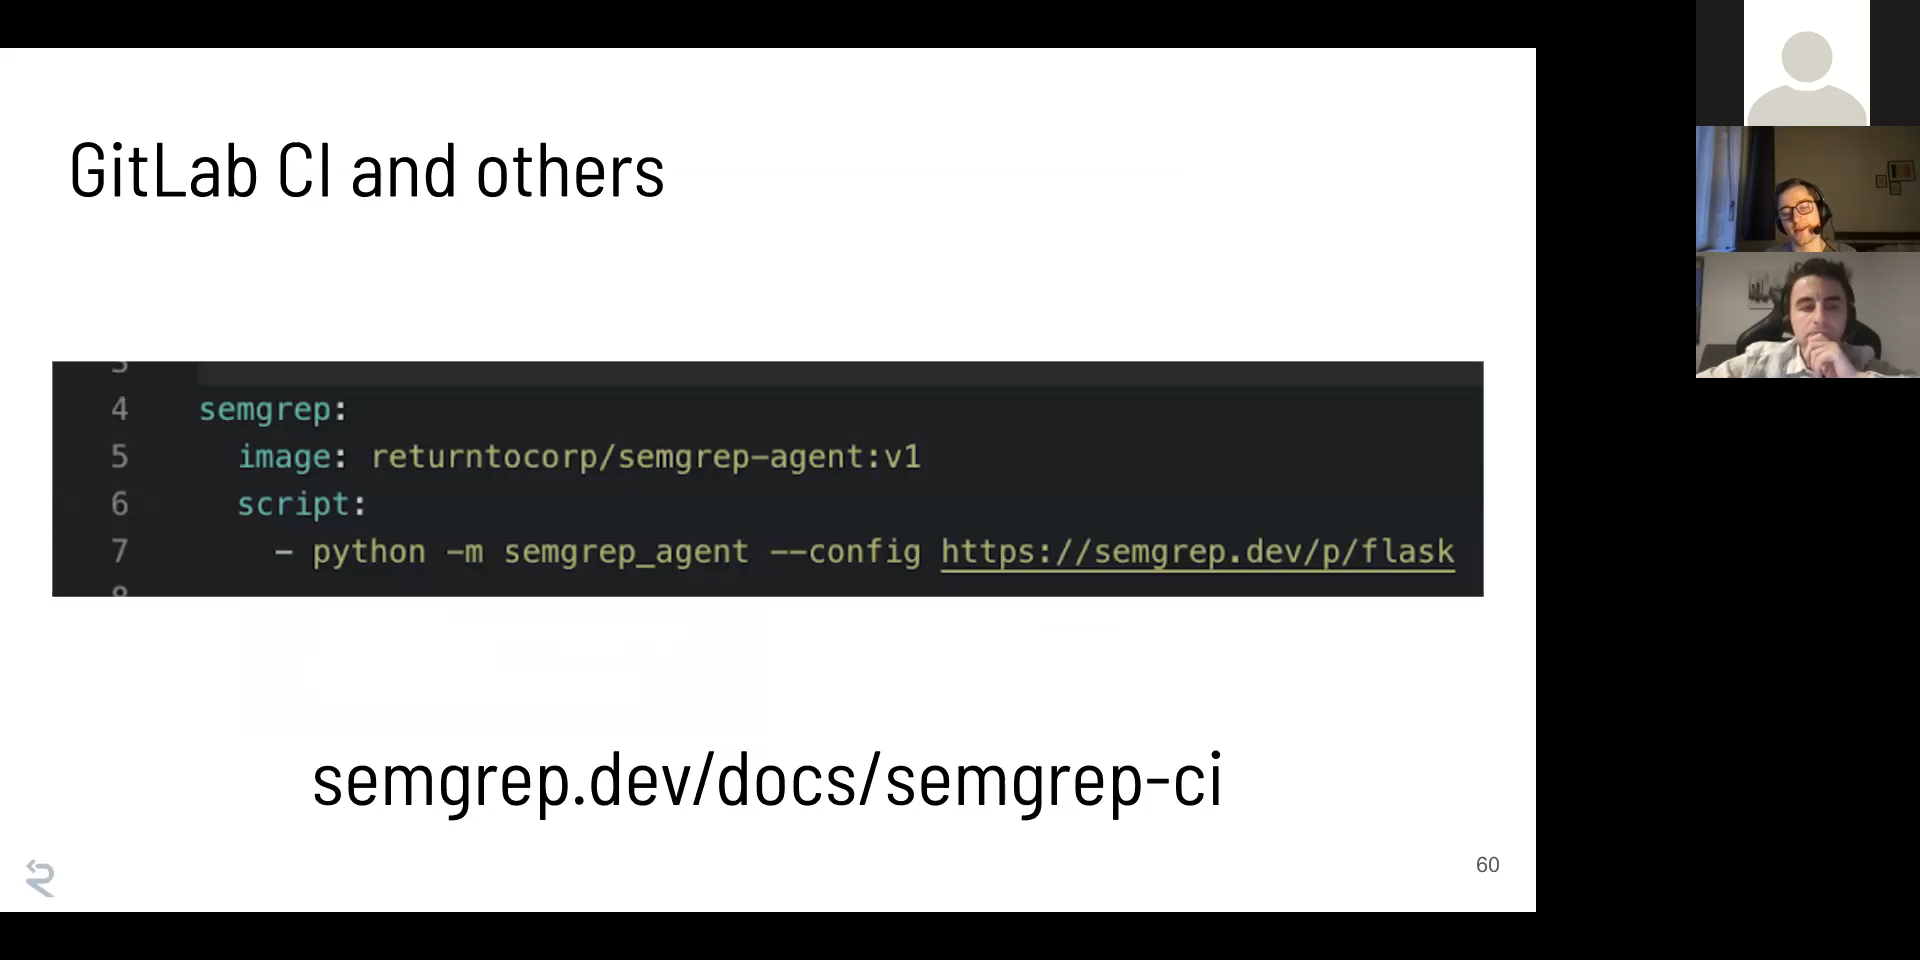 GitLab CI and others
4 semgrep:
5 image: returntocorp/semgrep-agent:v1
6 script:
7 - python -m semgrep_agent --config https://semgrep.dev/p/flask
semgrep.dev/docs/semgrep-ci
60